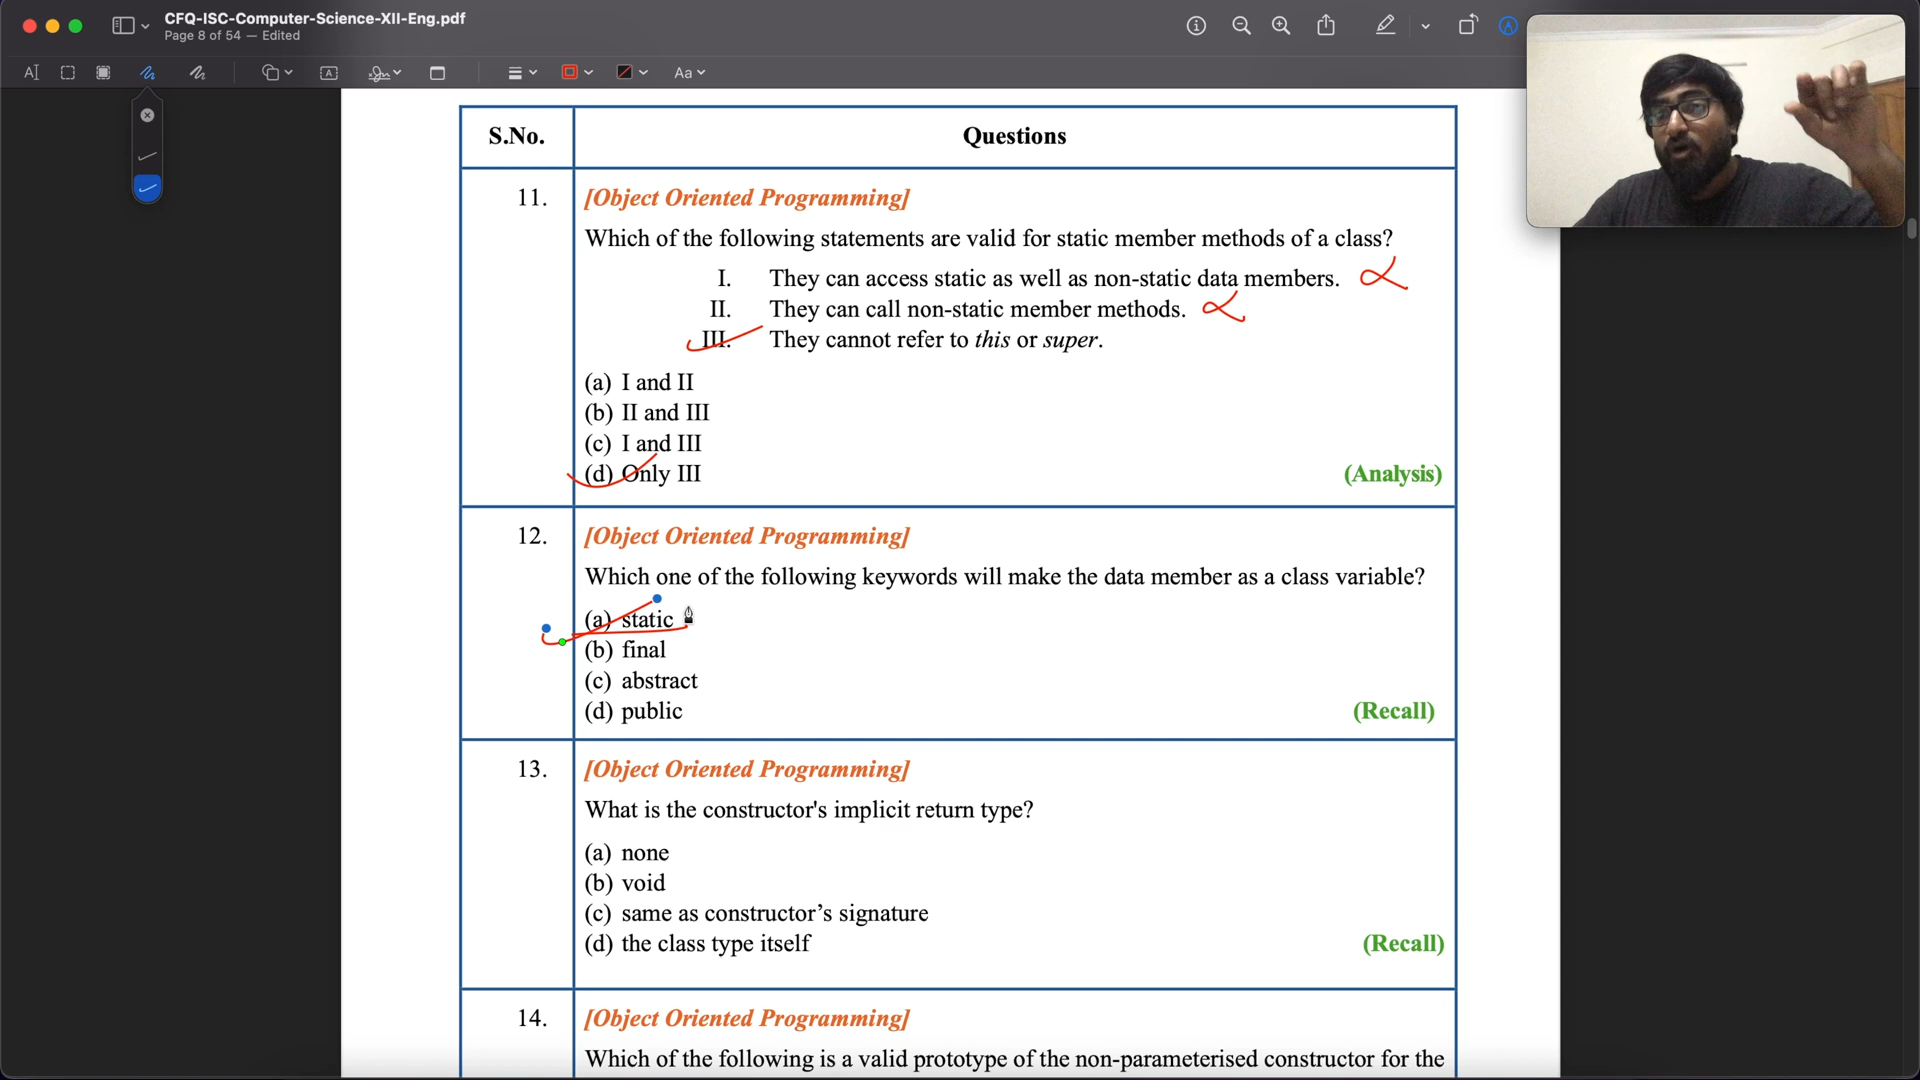 CFQ-ISC-Computer-Science-XII-Eng.pdf
Page 8 of 54 — Edited
S.No.
Questions
11.
[Object Oriented Programming]
Which of the following statements are valid for static member methods of a class?
I. They can access static as well as non-static data members.
II. They can call non-static member methods.
III. They cannot refer to this or super.
(a) I and II
(b) II and III
(c) I and III
(d) Only III
(Analysis)
12.
[Object Oriented Programming]
Which one of the following keywords will make the data member as a class variable?
(a) static
(b) final
(c) abstract
(d) public
(Recall)
13.
[Object Oriented Programming]
What is the constructor's implicit return type?
(a) none
(b) void
(c) same as constructor’s signature
(d) the class type itself
(Recall)
14.
[Object Oriented Programming]
Which of the following is a valid prototype of the non-parameterised constructor for the